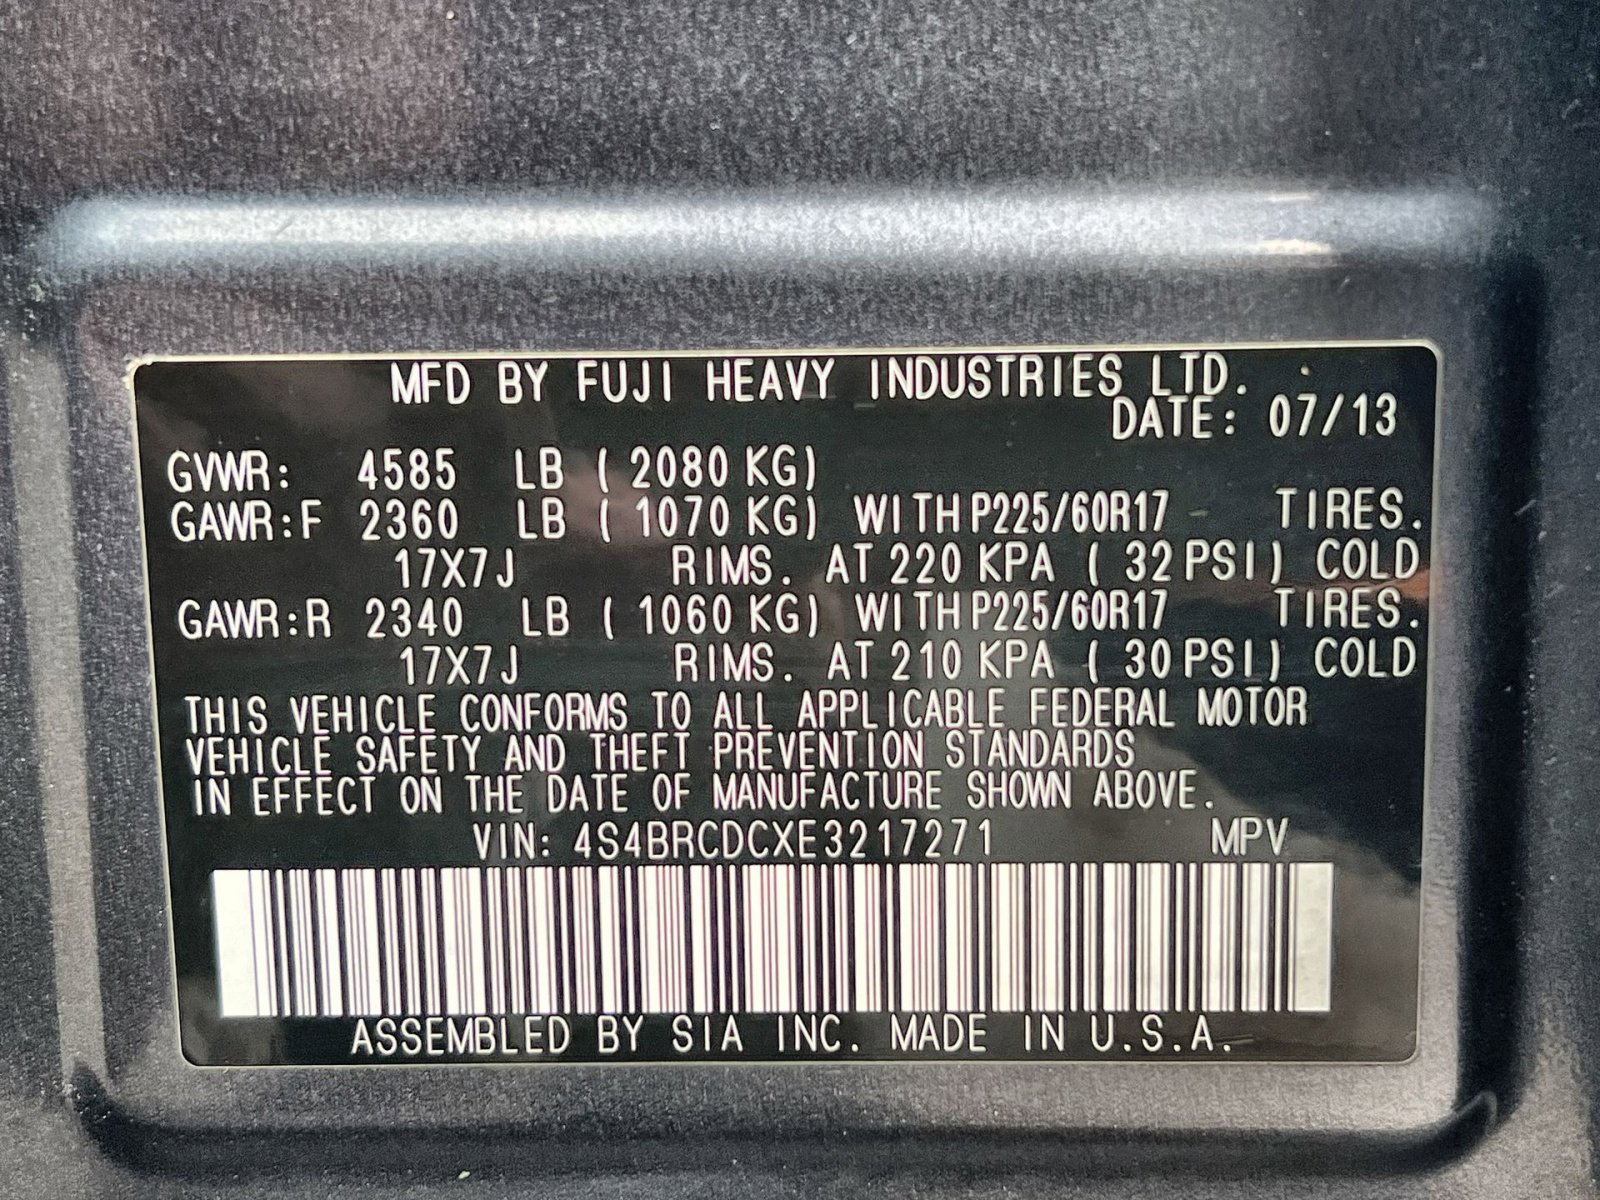 MFD BY FUJI HEAVY INDUSTRIES LTD.
DATE: 07/13
GVWR: 4585 LB ( 2080 KG)
GAWR:F 2360 LB ( 1070 KG) WITH P225/60R17 TIRES.
17X7J RIMS. AT 220 KPA ( 32 PSI) COLD
GAWR:R 2340 LB ( 1060 KG) WITH P225/60R17 TIRES.
17X7J RIMS. AT 210 KPA ( 30 PSI) COLD
THIS VEHICLE CONFORMS TO ALL APPLICABLE FEDERAL MOTOR
VEHICLE SAFETY AND THEFT PREVENTION STANDARDS
IN EFFECT ON THE DATE OF MANUFACTURE SHOWN ABOVE.
VIN: 4S4BRCDCXE3217271 MPV
ASSEMBLED BY SIA INC. MADE IN U.S.A.